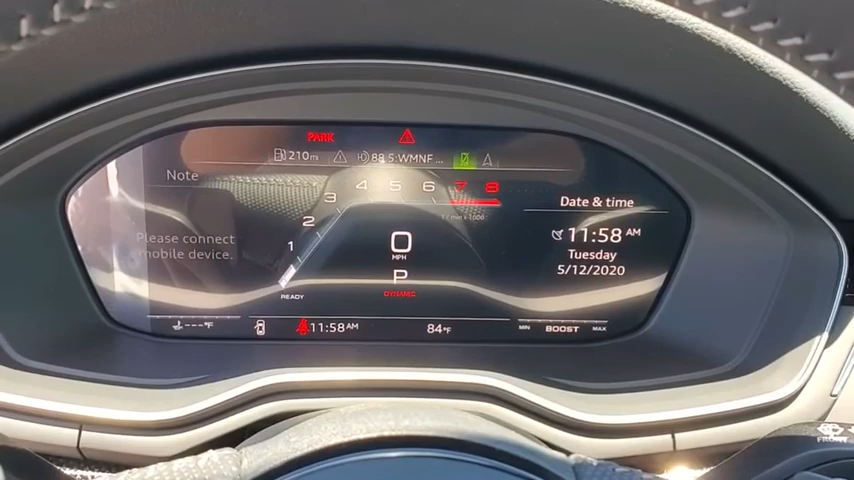 PARK
210mi
88.5 WMNF...
Note
Date & time
1 2 3 4 5 6 7 8
1/min x 1000
Please connect
mobile device.
0
MPH
P
DYNAMIC
11:58 AM
Tuesday
5/12/2020
READY
---°F
11:58AM
84°F
MIN BOOST MAX
FRONT